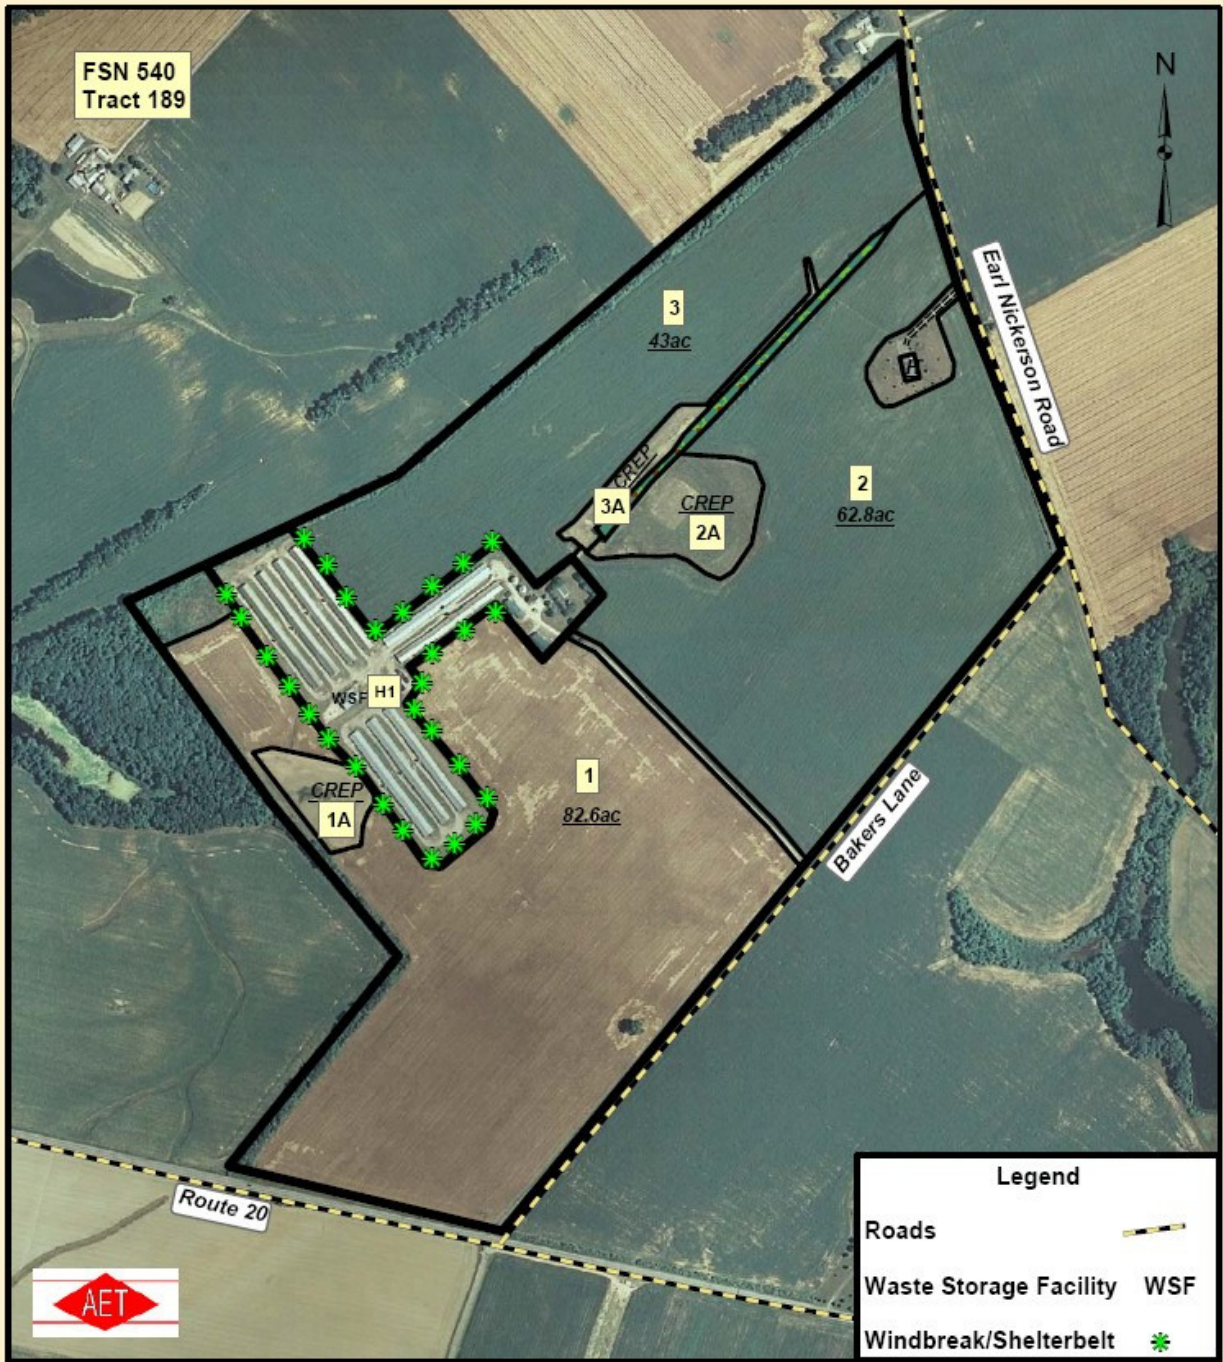 FSN 540
Tract 189
N
Earl Nickerson Road
3
43ac
H
CREP
3A
CREP
2A
2
62.8ac
WSF
H1
CREP
1A
1
82.6ac
Bakers Lane
Route 20
AET
Legend
Roads
Waste Storage Facility WSF
Windbreak/Shelterbelt